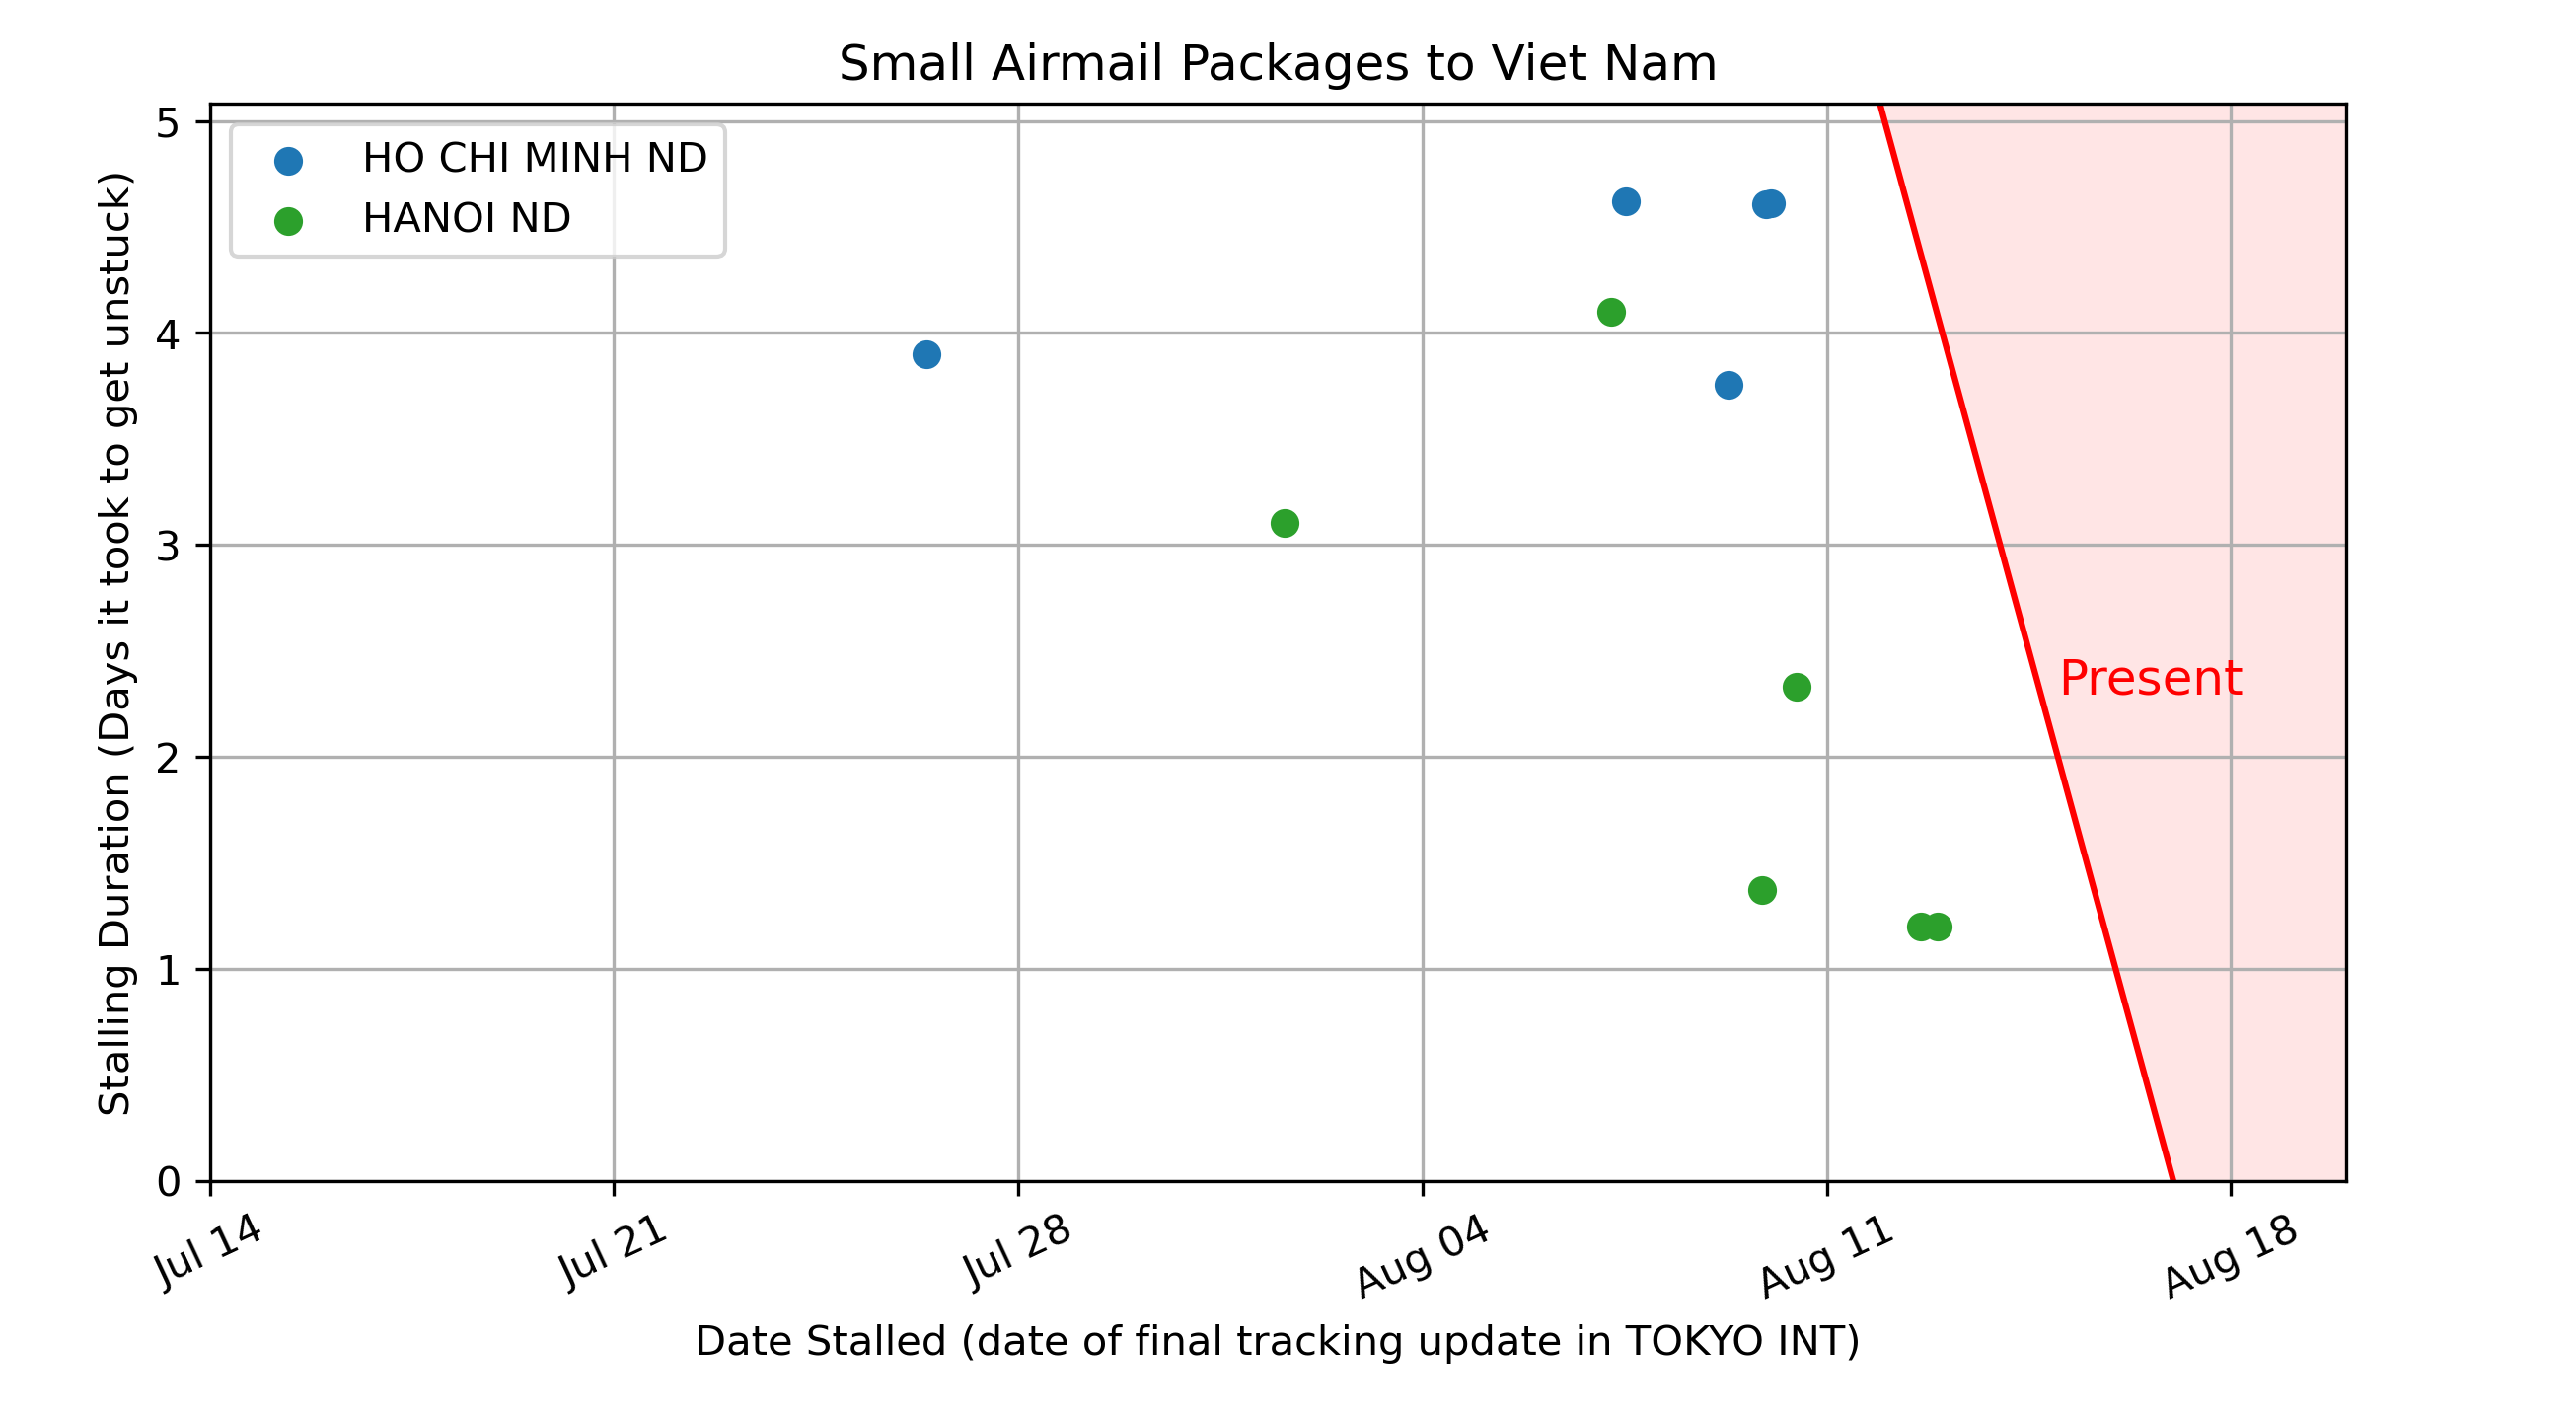 Small Airmail Packages to Viet Nam
Stalling Duration (Days it took to get unstuck)
5
4
3
2
1
0
HO CHI MINH ND
HANOI ND
Present
Jul 14
Jul 21
Jul 28
Aug 04
Aug 11
Aug 18
Date Stalled (date of final tracking update in TOKYO INT)